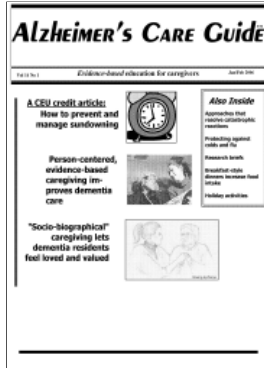 ALZHEIMER'S CARE GUIDE
Evidence-based education for caregivers
Also Inside
A CEU credit article:
How to prevent and
manage sundowning
Approaches that
resolve catastrophic
reactions
Protecting against
colds and flu
Person-centered,
evidence-based
caregiving im-
proves dementia
care
Research briefs
Breakfast-style
dinners increase food
intake
Holiday activities
"Socio-biographical"
caregiving lets
dementia residents
feel loved and valued